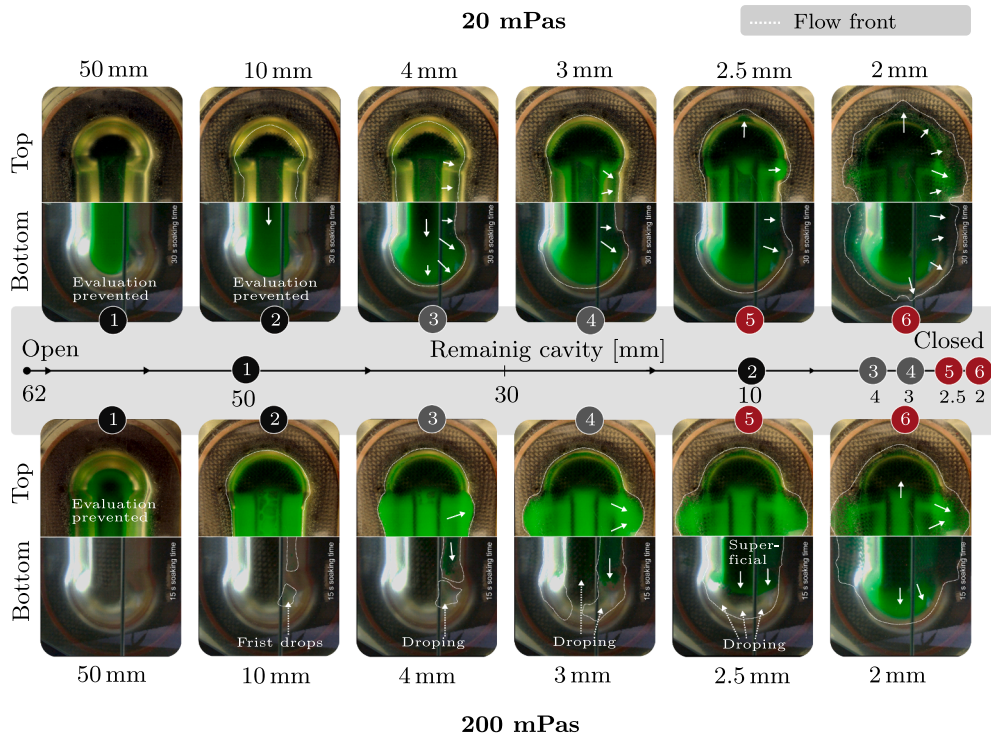 20 mPas
Flow front
50 mm
10 mm
4 mm
3 mm
2.5 mm
2 mm
Top
Bottom
Evaluation
prevented
30 s soaking time
Evaluation
prevented
30 s soaking time
30 s soaking time
30 s soaking time
30 s soaking time
30 s soaking time
1
2
3
4
5
6
Open
Remainig cavity [mm]
Closed
1
2
3
4
5
6
62
50
30
10
4
3
2.5
2
1
2
3
4
5
6
Top
Bottom
Evaluation
prevented
15 s soaking time
Frist drops
15 s soaking time
Droping
15 s soaking time
Droping
15 s soaking time
Super-
ficial
Droping
15 s soaking time
15 s soaking time
50 mm
10 mm
4 mm
3 mm
2.5 mm
2 mm
200 mPas